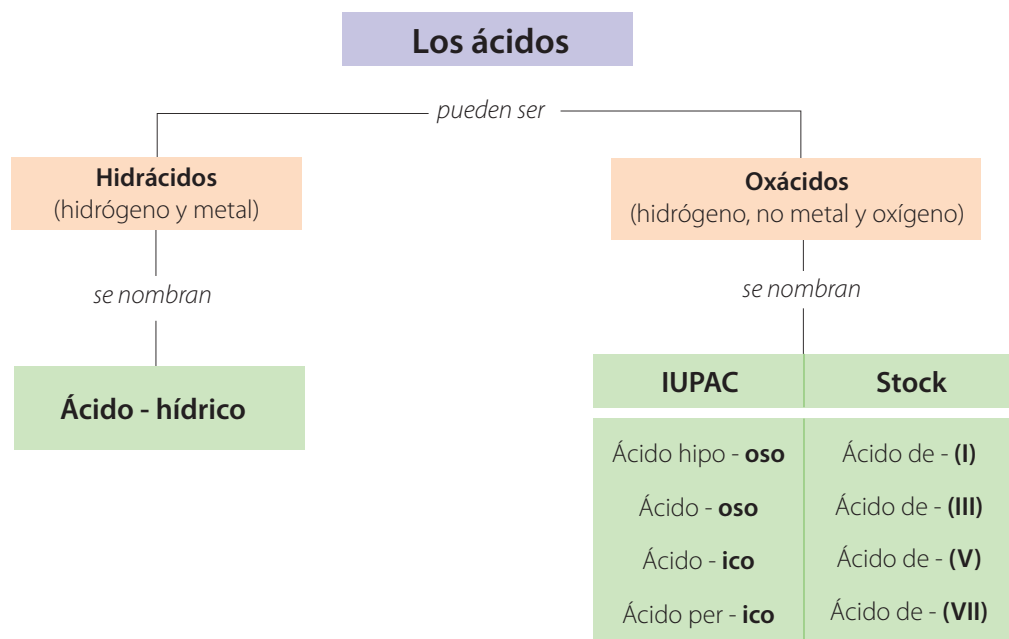 Los ácidos
pueden ser
Hidrácidos
(hidrógeno y metal)
se nombran
Ácido - hídrico
Oxácidos
(hidrógeno, no metal y oxígeno)
se nombran
IUPAC Stock
Ácido hipo - oso Ácido de - (I)
Ácido - oso Ácido de - (III)
Ácido - ico Ácido de - (V)
Ácido per - ico Ácido de - (VII)